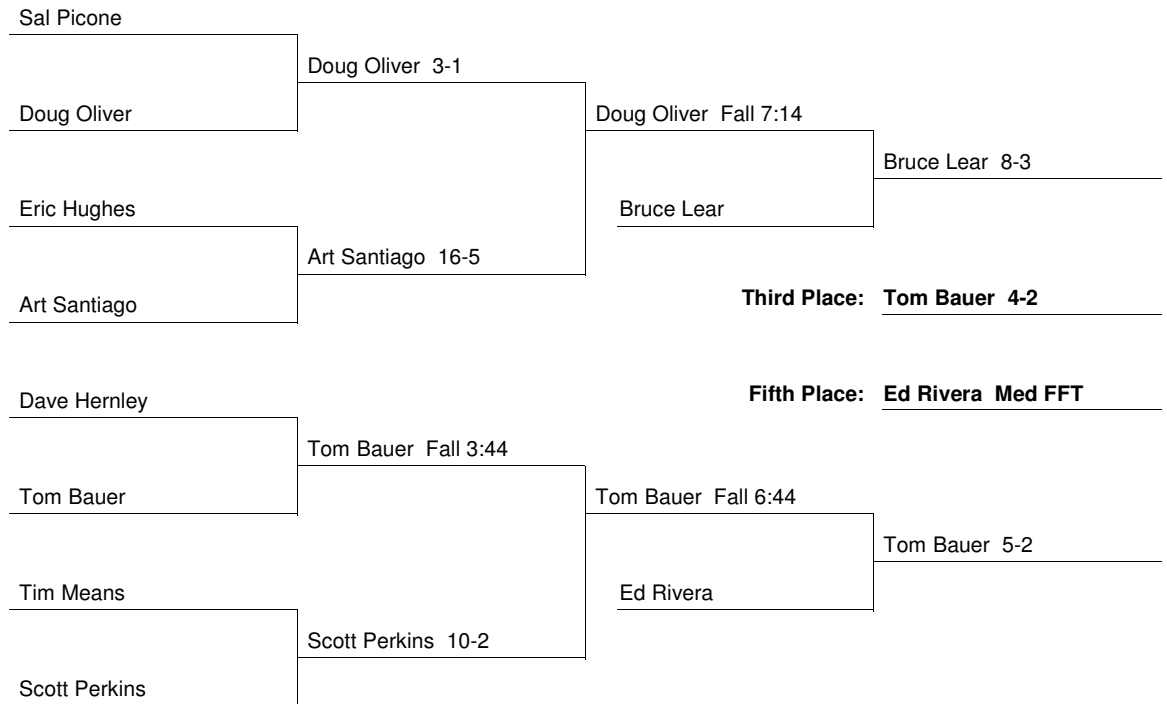 Sal Picone
Doug Oliver 3-1
Doug Oliver
Doug Oliver Fall 7:14
Bruce Lear 8-3
Eric Hughes
Bruce Lear
Art Santiago 16-5
Art Santiago
Third Place: Tom Bauer 4-2
Dave Hernley
Fifth Place: Ed Rivera Med FFT
Tom Bauer Fall 3:44
Tom Bauer
Tom Bauer Fall 6:44
Tom Bauer 5-2
Tim Means
Ed Rivera
Scott Perkins 10-2
Scott Perkins